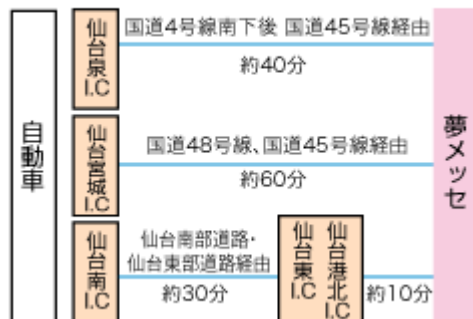 自動車
仙台泉I.C
国道4号線南下後 国道45号線経由
約40分
仙台宮城I.C
国道48号線、国道45号線経由
約60分
仙台南I.C
仙台南部道路・
仙台東部道路経由
約30分
仙台東I.C
仙台港北I.C
約10分
夢メッセ